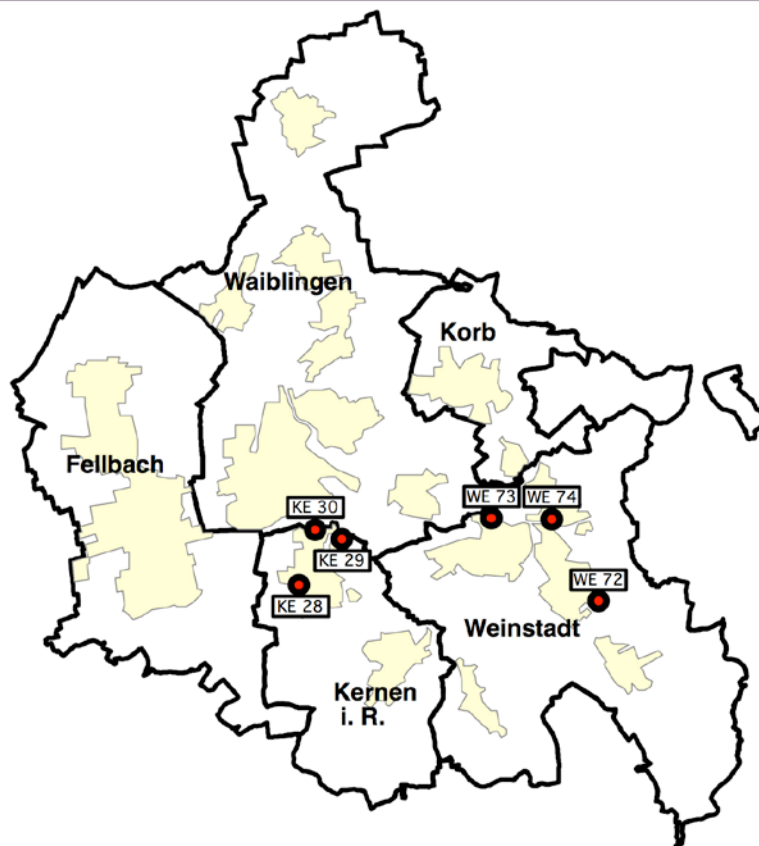 Waiblingen
Korb
Fellbach
WE 73
WE 74
KE 30
KE 29
WE 72
KE 28
Weinstadt
Kernen
i. R.